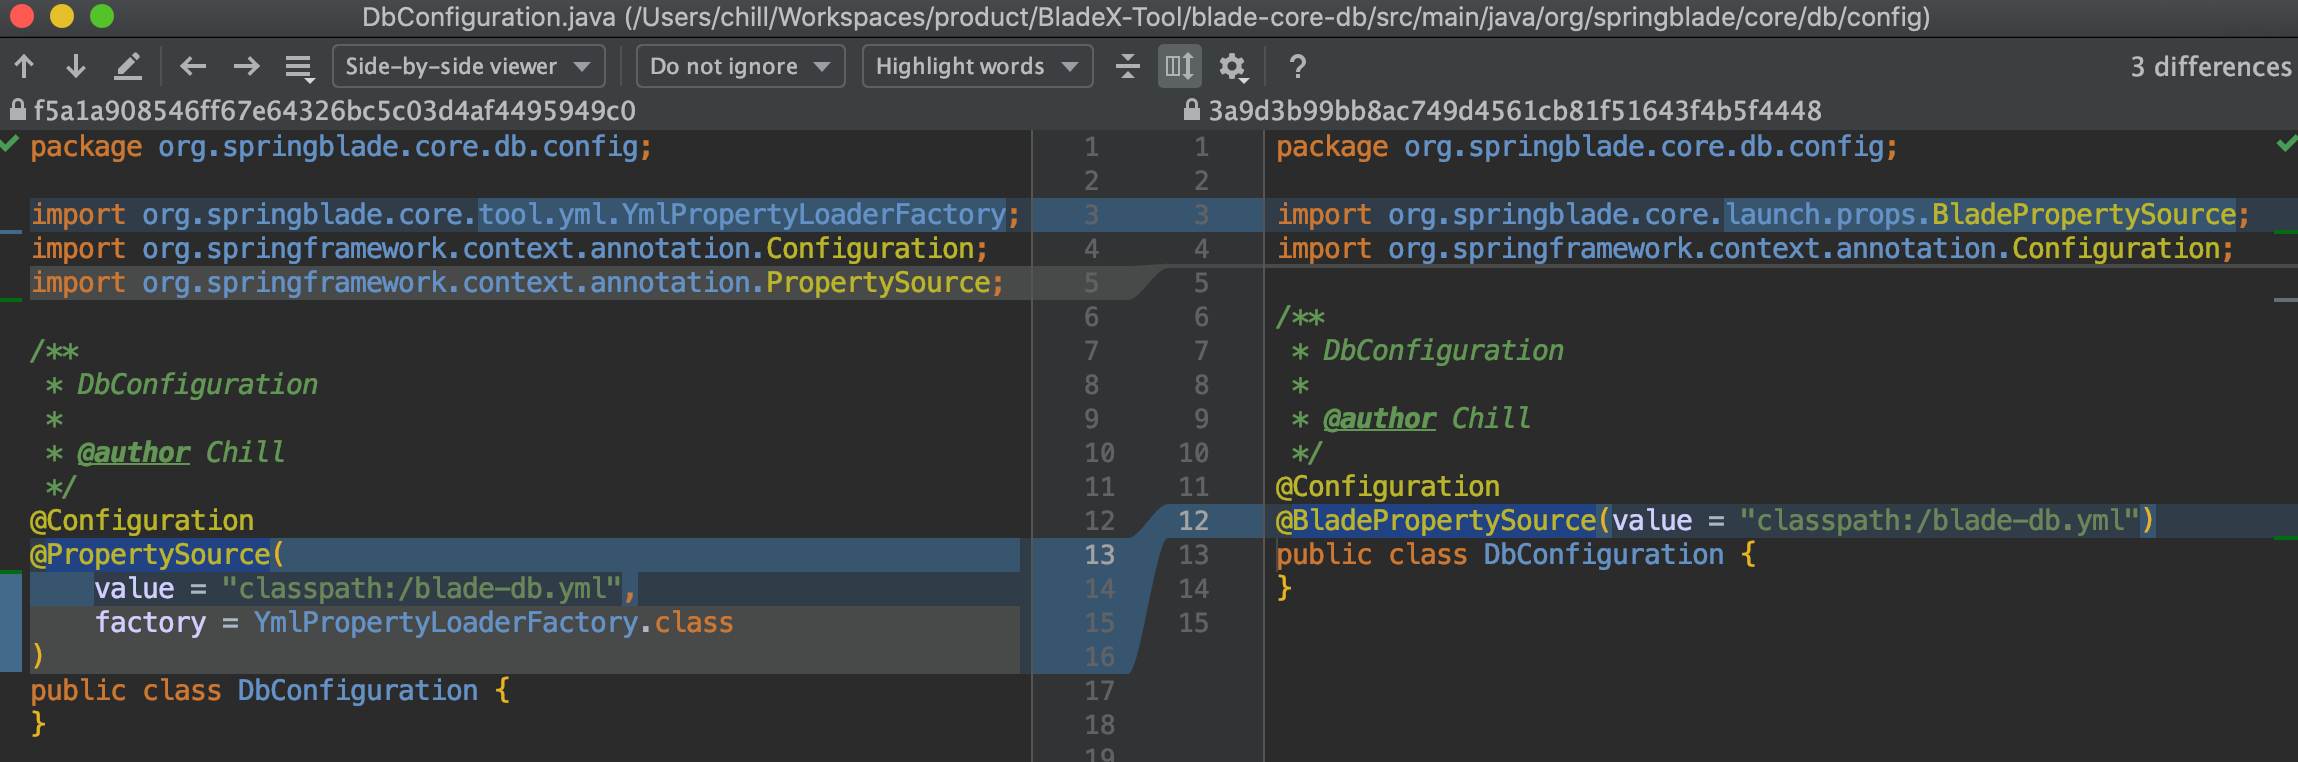 DbConfiguration.java (/Users/chill/Workspaces/product/BladeX-Tool/blade-core-db/src/main/java/org/springblade/core/db/config)
Side-by-side viewer Do not ignore Highlight words ? 3 differences
f5a1a908546ff67e64326bc5c03d4af4495949c0
package org.springblade.core.db.config;
import org.springblade.core.tool.yml.YmlPropertyLoaderFactory;
import org.springframework.context.annotation.Configuration;
import org.springframework.context.annotation.PropertySource;
/**
* DbConfiguration
*
* @author Chill
*/
@Configuration
@PropertySource(
value = "classpath:/blade-db.yml",
factory = YmlPropertyLoaderFactory.class
)
public class DbConfiguration {
}
1 1
2 2
3 3
4 4
5 5
6 6
7 7
8 8
9 9
10 10
11 11
12 12
13 13
14 14
15 15
16
17
18
19
3a9d3b99bb8ac749d4561cb81f51643f4b5f4448
package org.springblade.core.db.config;
import org.springblade.core.launch.props.BladePropertySource;
import org.springframework.context.annotation.Configuration;
/**
* DbConfiguration
*
* @author Chill
*/
@Configuration
@BladePropertySource(value = "classpath:/blade-db.yml")
public class DbConfiguration {
}